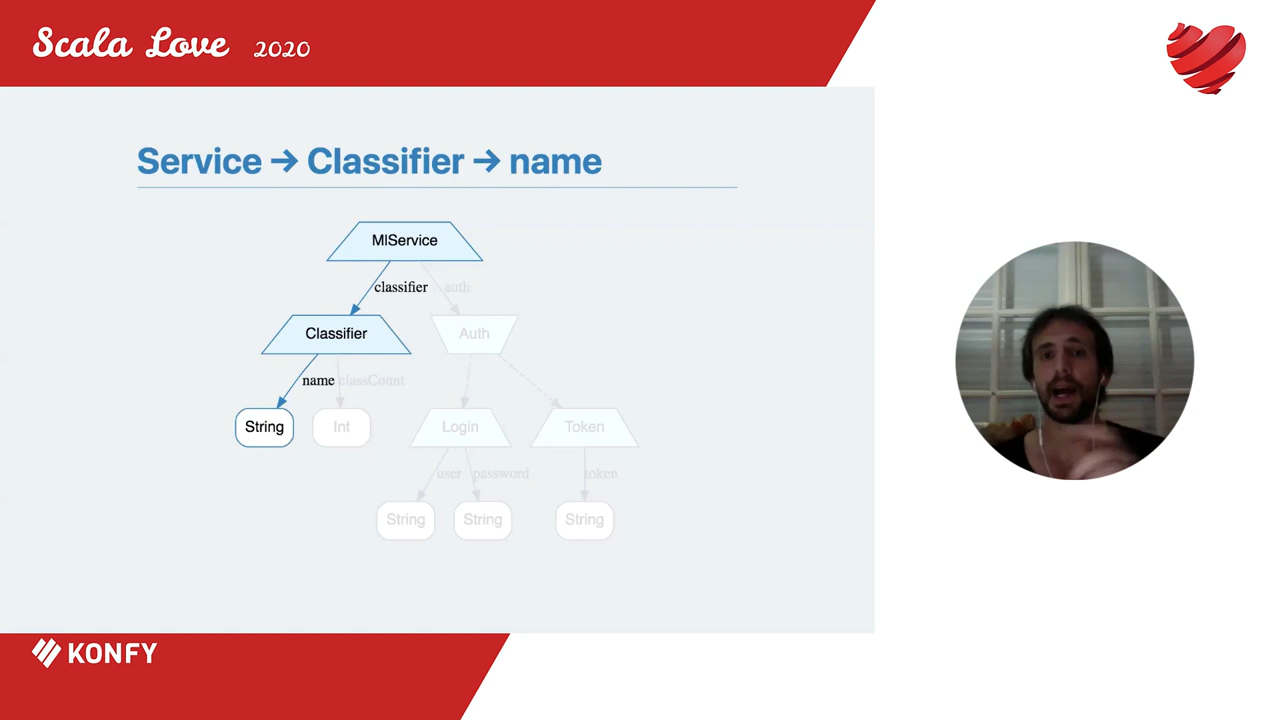 Scala Love 2020
Service → Classifier → name
MlService
classifier auth
Classifier Auth
name classCount
String Int Login Token
user password token
String String String
KONFY